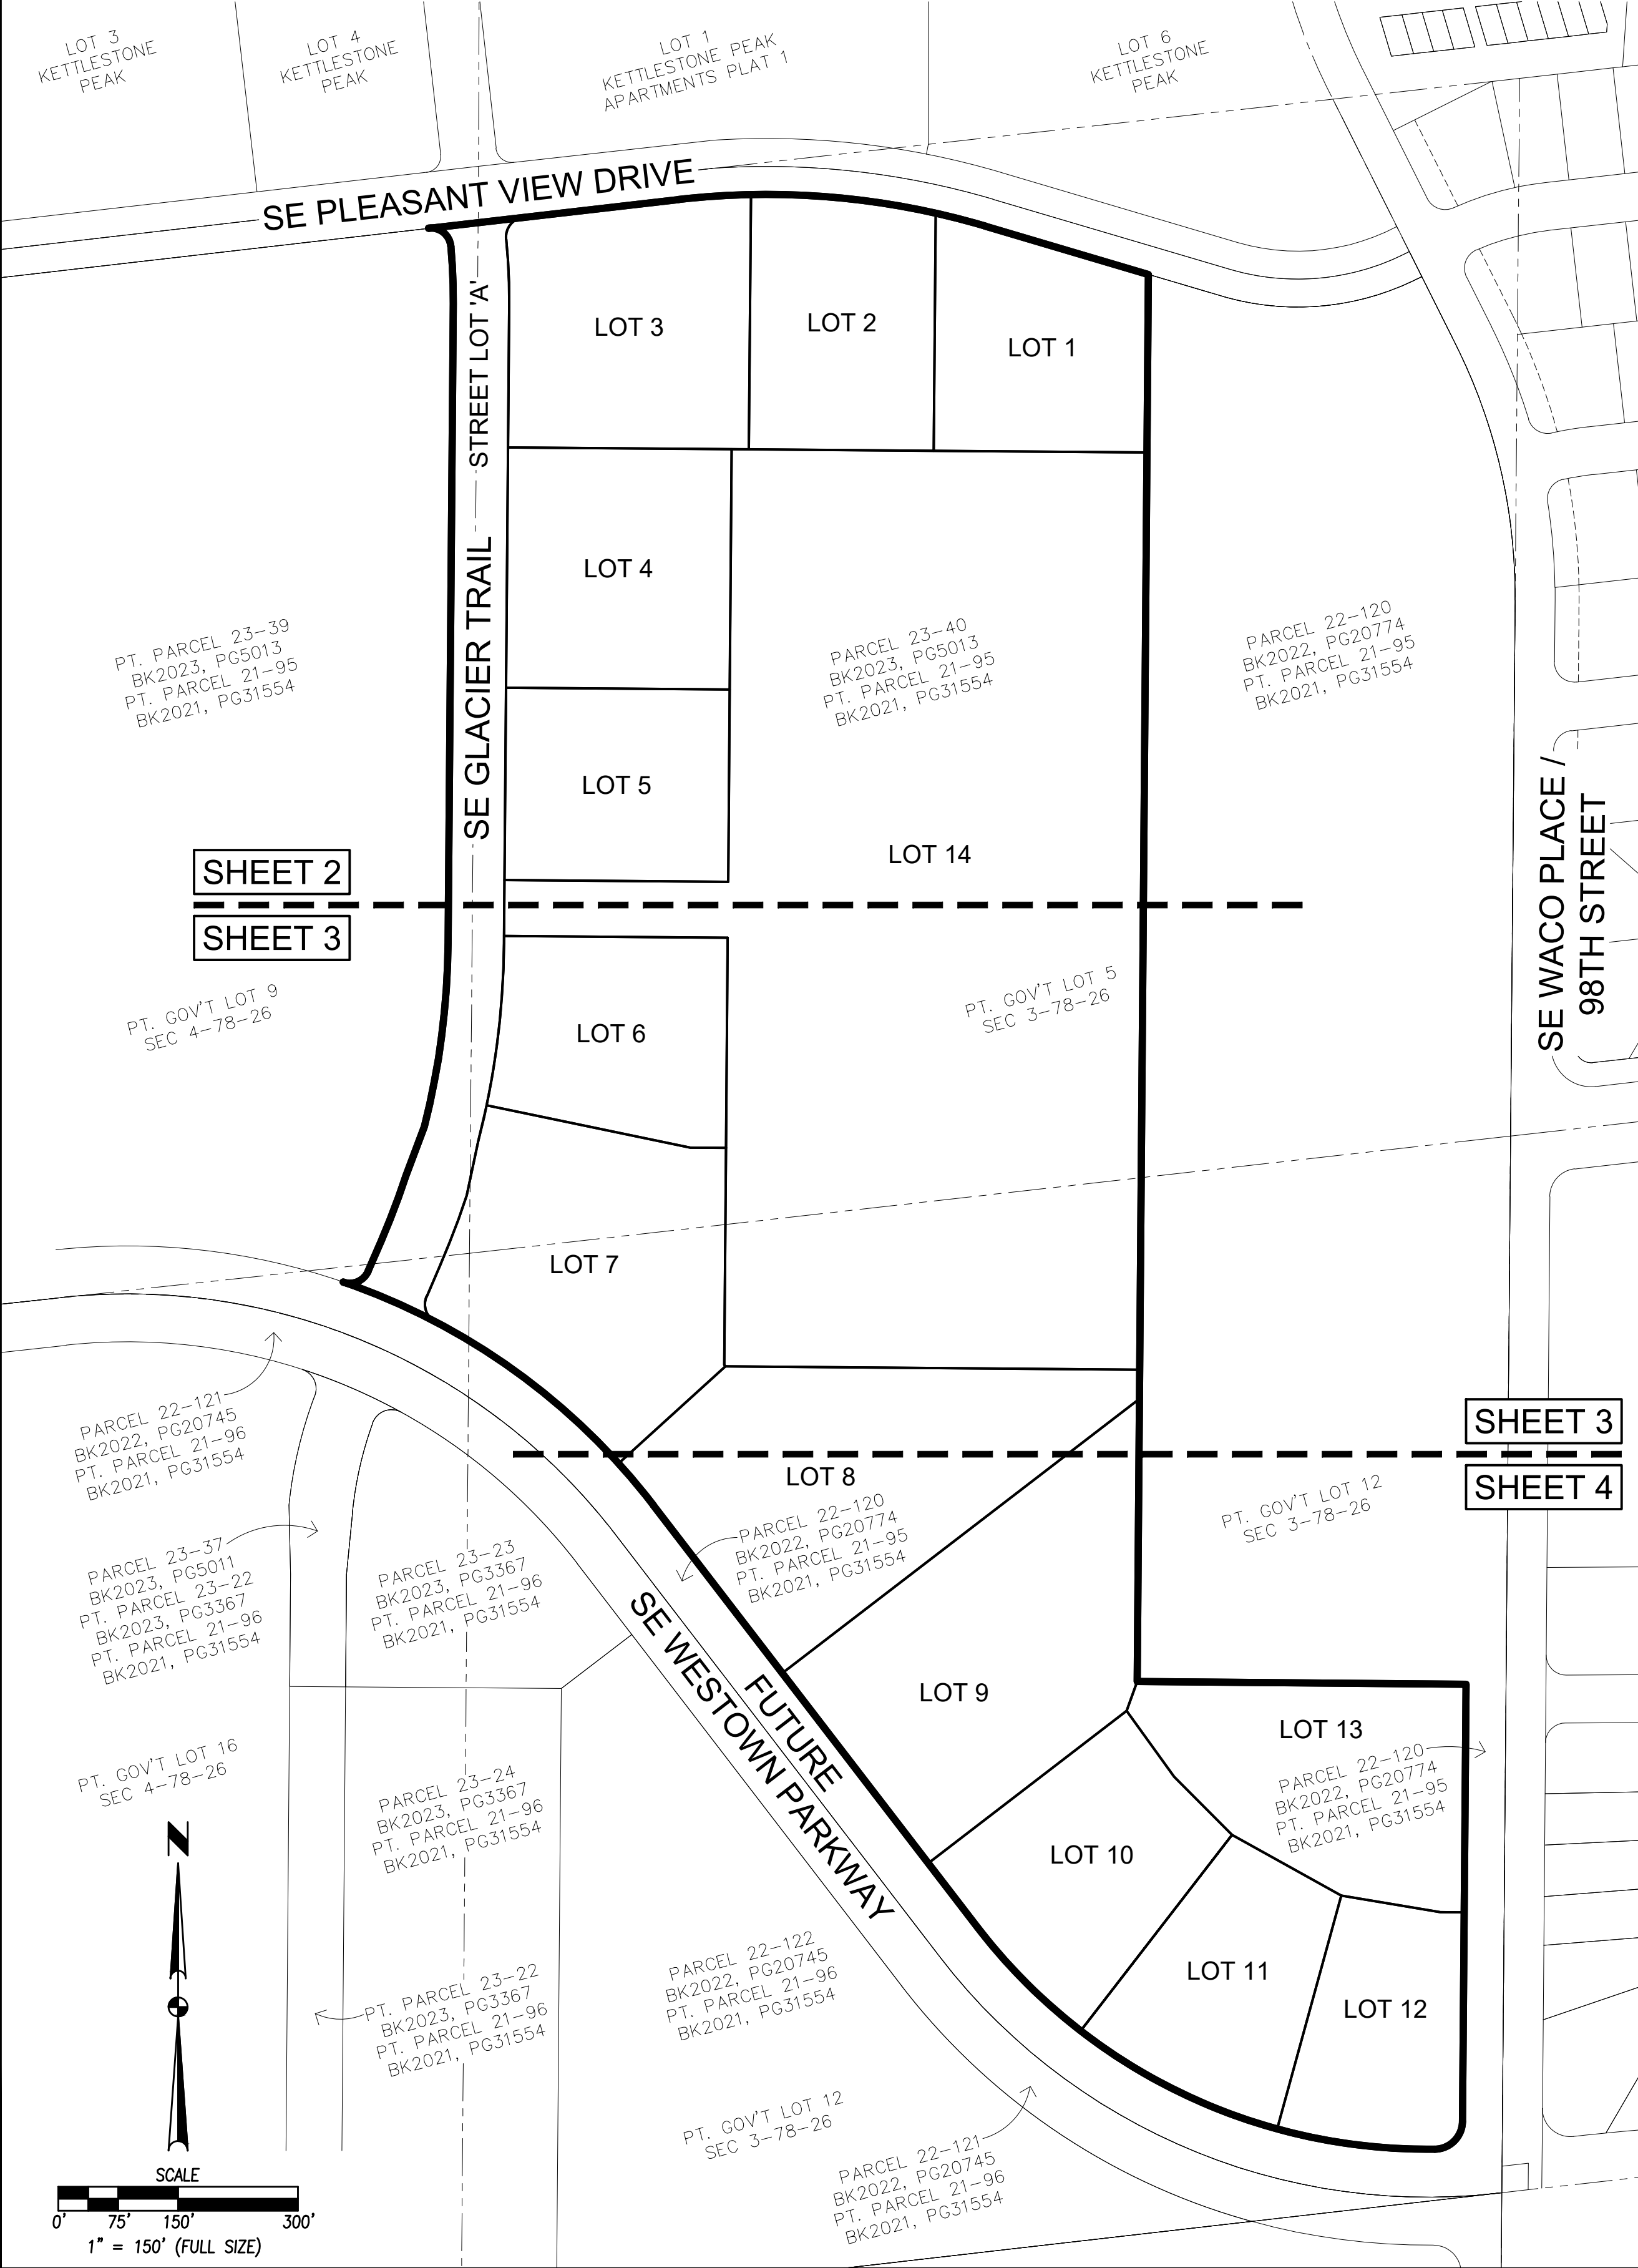 LOT 3
KETTLESTONE
PEAK
LOT 4
KETTLESTONE
PEAK
LOT 1
KETTLESTONE PEAK
APARTMENTS PLAT 1
LOT 6
KETTLESTONE
PEAK
SE PLEASANT VIEW DRIVE
STREET LOT 'A'
LOT 3
LOT 2
LOT 1
LOT 4
SE GLACIER TRAIL
PT. PARCEL 23-39
BK2023, PG5013
PT. PARCEL 21-95
BK2021, PG31554
PARCEL 23-40
BK2023, PG5013
PT. PARCEL 21-95
BK2021, PG31554
PARCEL 22-120
BK2022, PG20774
PT. PARCEL 21-95
BK2021, PG31554
LOT 5
LOT 14
SE WACO PLACE /
98TH STREET
SHEET 2
SHEET 3
PT. GOV'T LOT 9
SEC 4-78-26
PT. GOV'T LOT 5
SEC 3-78-26
LOT 6
LOT 7
PARCEL 22-121
BK2022, PG20745
PT. PARCEL 21-96
BK2021, PG31554
SHEET 3
SHEET 4
LOT 8
PARCEL 22-120
BK2022, PG20774
PT. PARCEL 21-95
BK2021, PG31554
PT. GOV'T LOT 12
SEC 3-78-26
PARCEL 23-37
BK2023, PG5011
PT. PARCEL 23-22
BK2023, PG3367
PT. PARCEL 21-96
BK2021, PG31554
PARCEL 23-23
BK2023, PG3367
PT. PARCEL 21-96
BK2021, PG31554
FUTURE
SE WESTOWN PARKWAY
LOT 9
LOT 13
PARCEL 22-120
BK2022, PG20774
PT. PARCEL 21-95
BK2021, PG31554
PT. GOV'T LOT 16
SEC 4-78-26
PARCEL 23-24
BK2023, PG3367
PT. PARCEL 21-96
BK2021, PG31554
LOT 10
LOT 11
LOT 12
N
PT. PARCEL 23-22
BK2023, PG3367
PT. PARCEL 21-96
BK2021, PG31554
PARCEL 22-122
BK2022, PG20745
PT. PARCEL 21-96
BK2021, PG31554
PT. GOV'T LOT 12
SEC 3-78-26
PARCEL 22-121
BK2022, PG20745
PT. PARCEL 21-96
BK2021, PG31554
SCALE
0' 75' 150' 300'
1" = 150' (FULL SIZE)